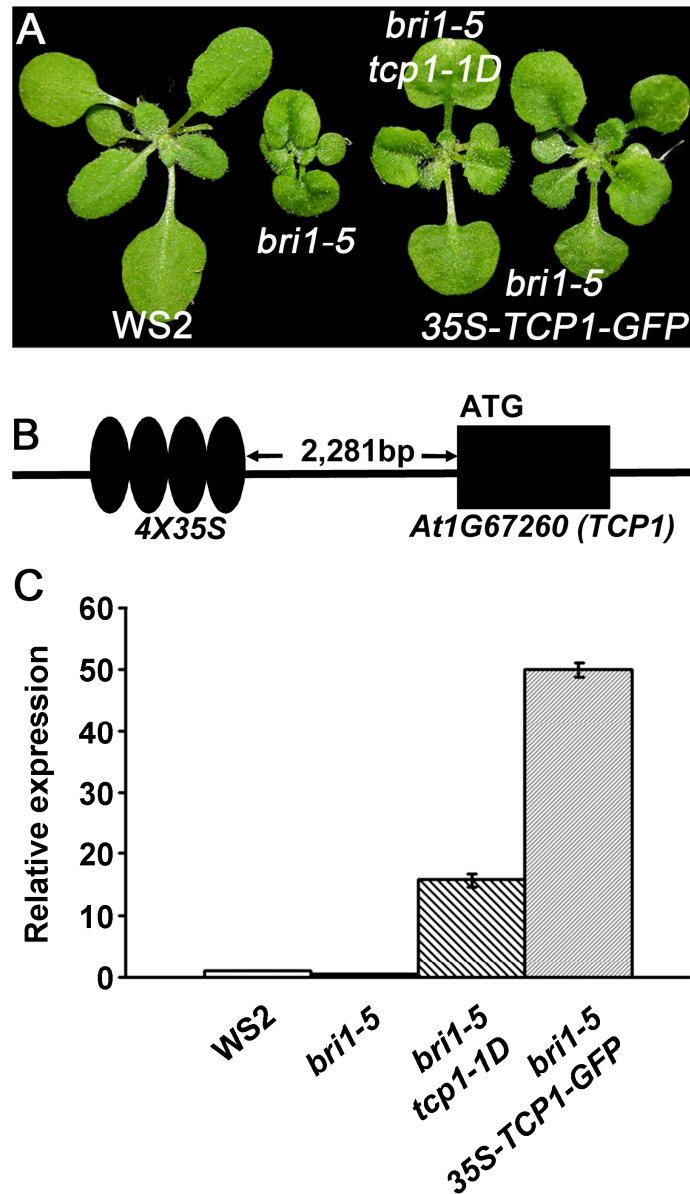 A
bri1-5
tcp1-1D
bri1-5
WS2
bri1-5
35S-TCP1-GFP
B
ATG
2,281bp
4X35S
At1G67260 (TCP1)
C
Relative expression
60
50
40
30
20
10
0
WS2
bri1-5
bri1-5
tcp1-1D
bri1-5
35S-TCP1-GFP